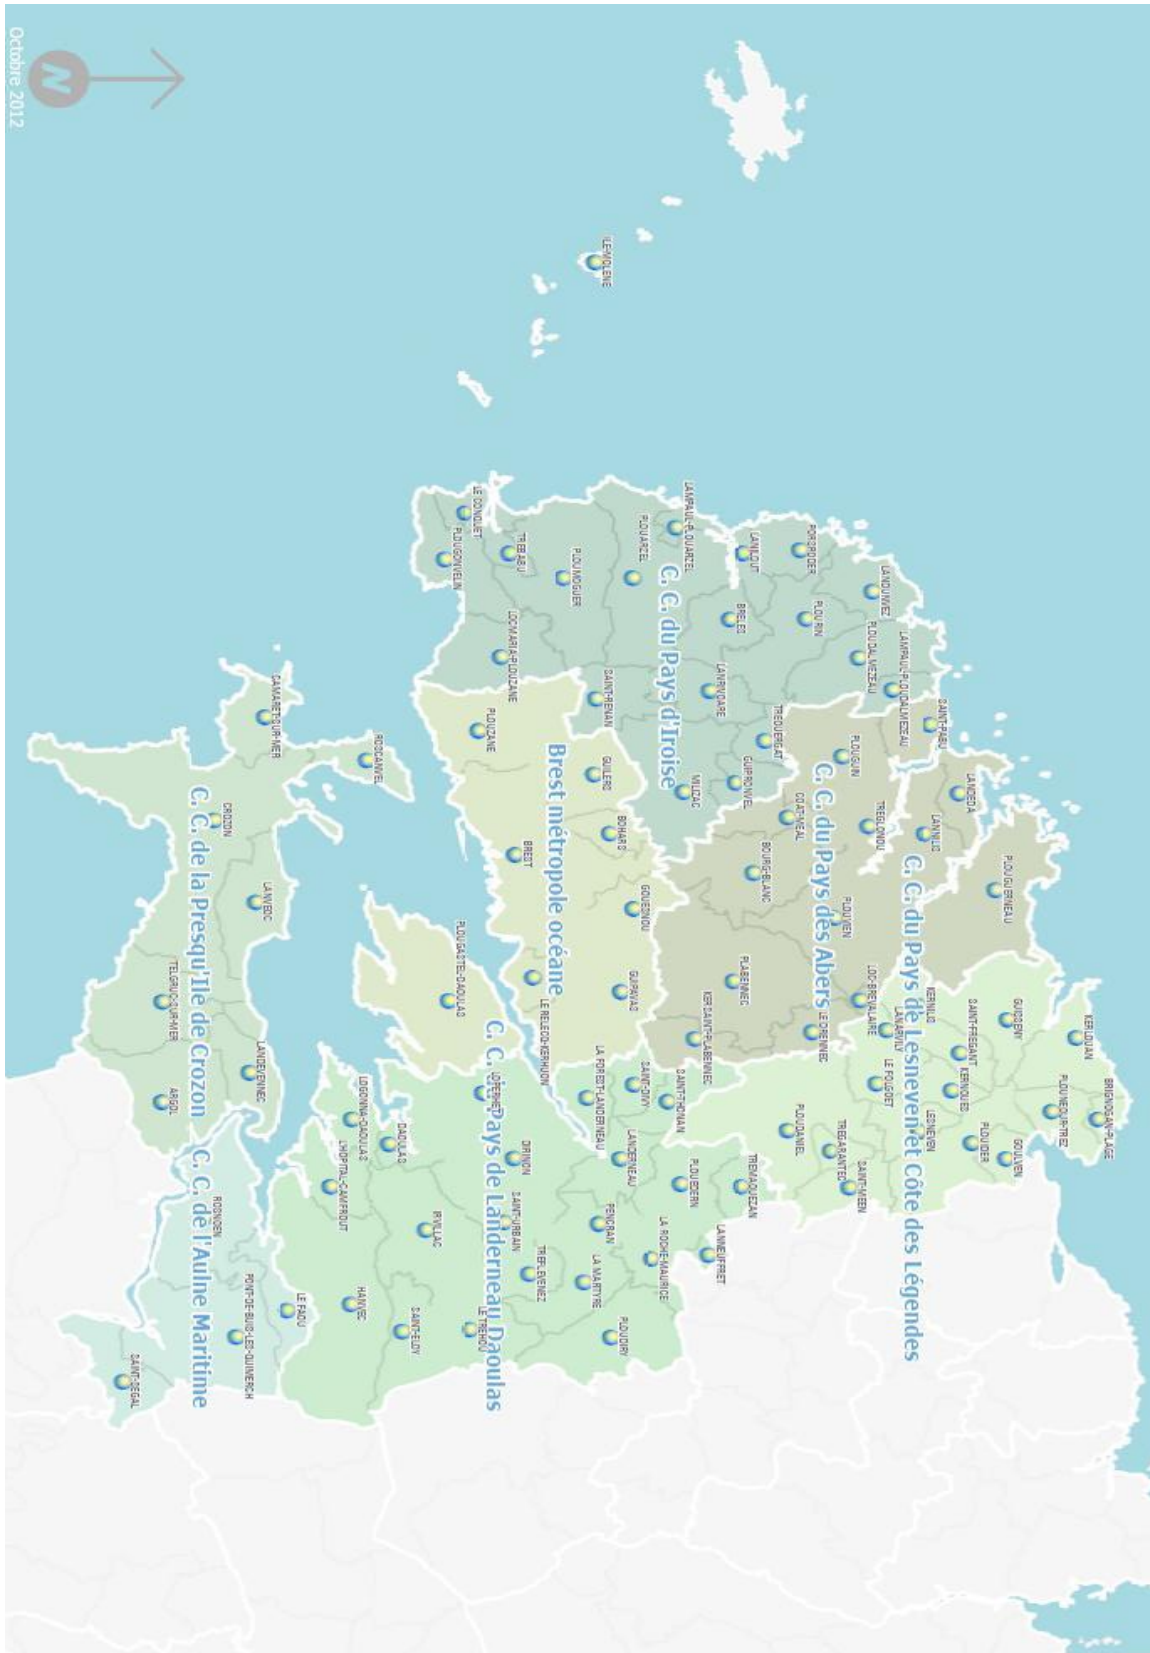 BRIGNOGAN-PLAGE
KERLOUAN
PLOUNEOUR-TREZ
GOULVEN
GUISSENY
PLOUIDER
PLOUGUERNEAU
SAINT-FREGANT
KERNOUES
LANDEDA
KERNILIS
LESNEVEN
SAINT-PABU
LANNILIS
C. C. du Pays de Lesneven et Côte des Légendes
LANARVILY
LAMPAUL-PLOUDALMEZEAU
LE FOLGOET
LANDUNVEZ
TREGLONOU
LOC-BREVALAIRE
PLOUDALMEZEAU
PLOUGUIN
SAINT-MEEN
PLOUVIEN
TREGARANTEC
PORSPODER
PLOURIN
C. C. du Pays des Abers
LE DRENNEC
COAT-MEAL
PLOUDANIEL
TREOUERGAT
BOURG-BLANC
LANILDUT
BRELES
GUIPRONVEL
PLABENNEC
TREMAOUEZAN
LANRIVOARE
LANNEUFFRET
KERSAINT-PLABENNEC
LAMPAUL-PLOUARZEL
MILIZAC
SAINT-THONAN
PLOUEDERN
C. C. du Pays d'Iroise
LA ROCHE-MAURICE
PLOUARZEL
GOUESNOU
SAINT-DIVY
GUIPAVAS
LANDERNEAU
PLOUDIRY
ILE-MOLENE
SAINT-RENAN
GUILERS
BOHARS
LA FOREST-LANDERNEAU
PENCRAN
LA MARTYRE
PLOUMOGUER
Brest métropole océane
LE RELECQ-KERHUON
TREFLEVENEZ
TREBABU
LOCMARIA-PLOUZANE
BREST
DIRINON
SAINT-URBAIN
C. C. du Pays de Landerneau Daoulas
LOPERHET
LE TREHOU
LE CONQUET
PLOUZANE
PLOUGONVELIN
PLOUGASTEL-DAOULAS
IRVILLAC
DAOULAS
SAINT-ELOY
ROSCANVEL
LOGONNA-DAOULAS
HANVEC
L'HOPITAL-CAMFROUT
LE FAOU
CAMARET-SUR-MER
LANVEOC
LANDEVENNEC
PONT-DE-BUIS-LES-QUIMERCH
CROZON
ROSNOEN
C. C. de la Presqu'Ile de Crozon
C. C. de l'Aulne Maritime
TELGRUC-SUR-MER
ARGOL
SAINT-SEGAL
N
Octobre 2012